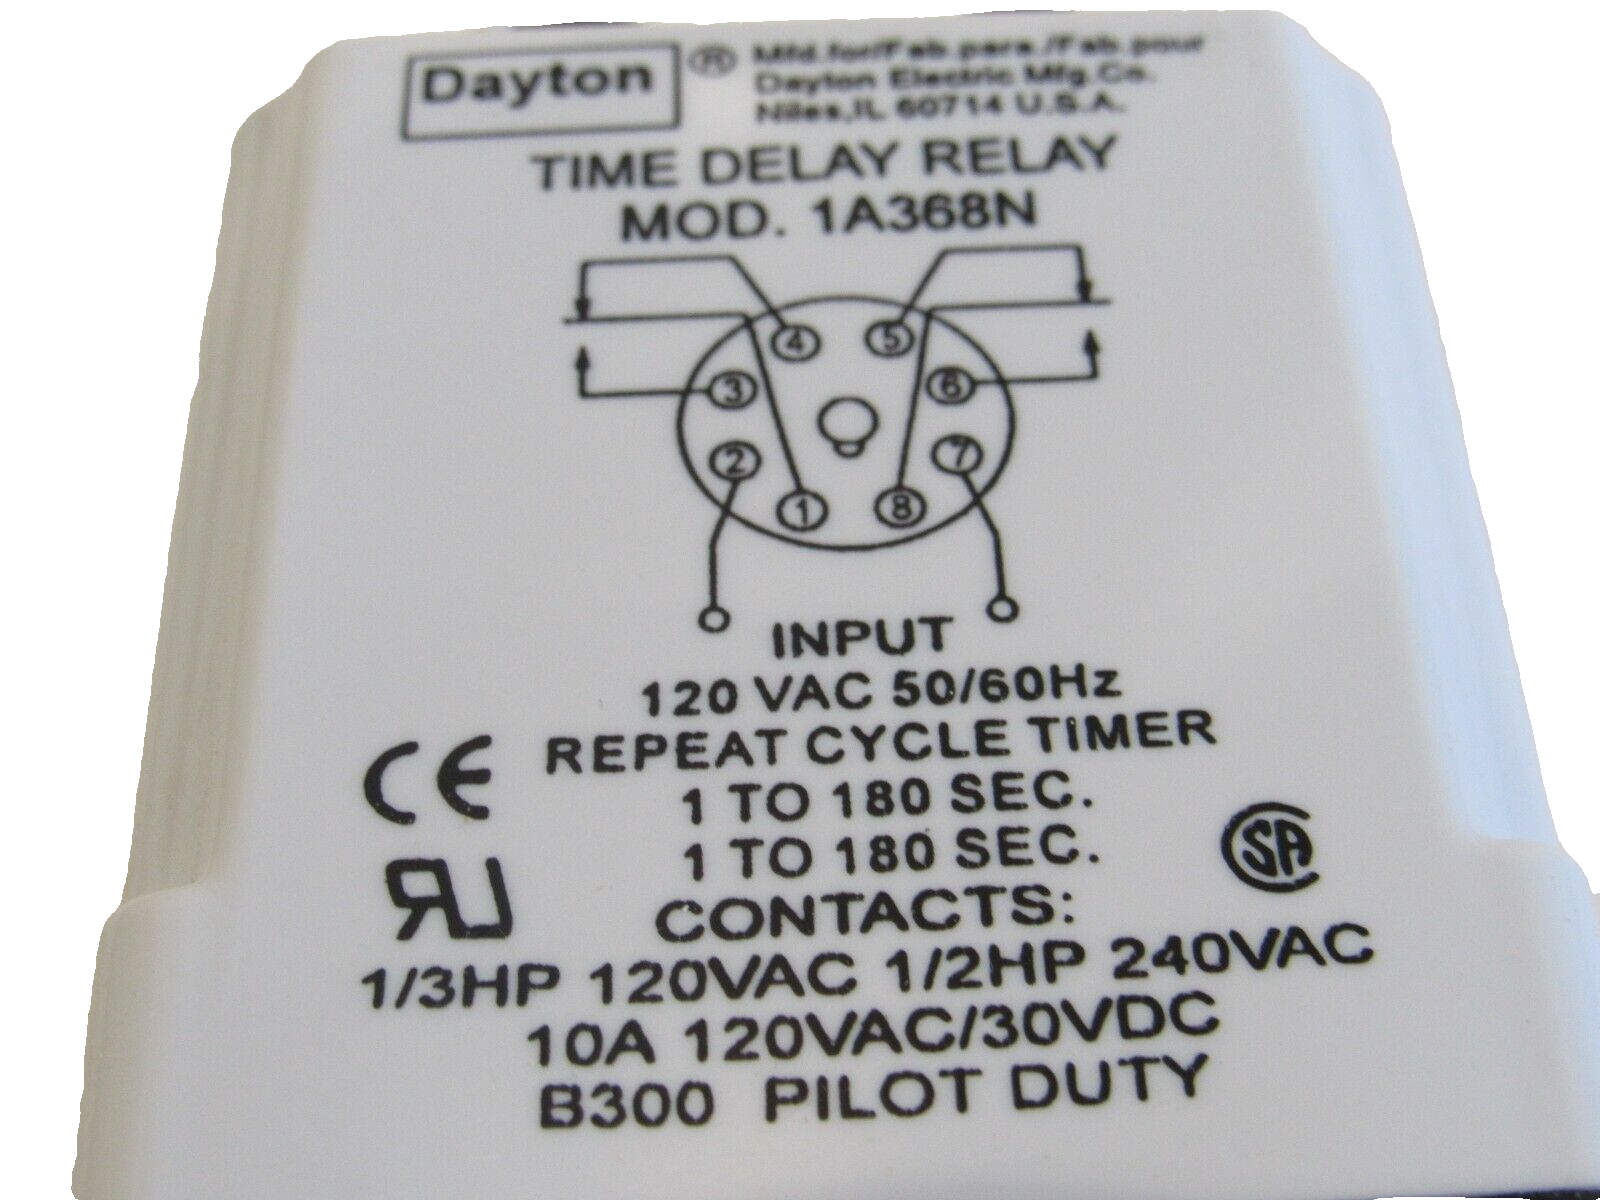 Dayton ® Mfd.for/Fab.para./Fab.pour
Dayton Electric Mfg.Co.
Niles,IL 60714 U.S.A.
TIME DELAY RELAY
MOD. 1A368N
4 5
3 6
2 7
1 8
INPUT
120 VAC 50/60Hz
REPEAT CYCLE TIMER
1 TO 180 SEC.
1 TO 180 SEC.
CONTACTS:
1/3HP 120VAC 1/2HP 240VAC
10A 120VAC/30VDC
B300 PILOT DUTY
CE
RU
SA